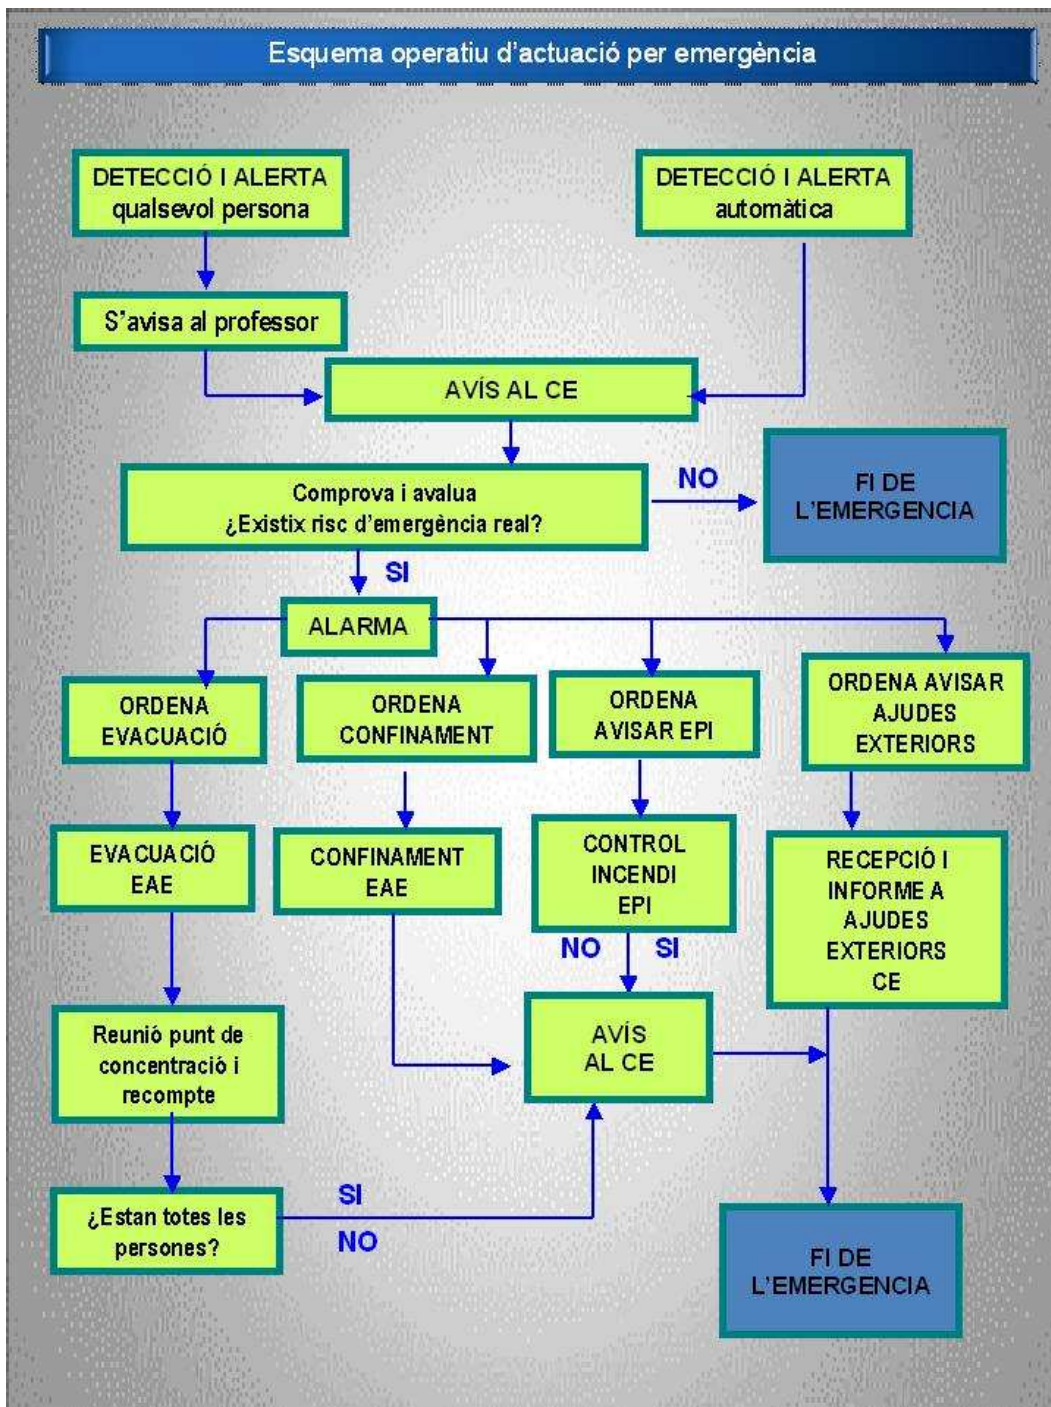 Esquema operatiu d'actuació per emergència
DETECCIÓ I ALERTA
qualsevol persona
DETECCIÓ I ALERTA
automàtica
S'avisa al professor
AVÍS AL CE
Comprova i avalua
¿Existix risc d'emergència real?
NO
FI DE
L'EMERGENCIA
SI
ALARMA
ORDENA
EVACUACIÓ
ORDENA
CONFINAMENT
ORDENA
AVISAR EPI
ORDENA AVISAR
AJUDES
EXTERIORS
EVACUACIÓ
EAE
CONFINAMENT
EAE
CONTROL
INCENDI
EPI
RECEPCIÓ I
INFORME A
AJUDES
EXTERIORS
CE
NO SI
Reunió punt de
concentració i
recompte
AVÍS
AL CE
¿Estan totes les
persones?
SI
NO
FI DE
L'EMERGENCIA